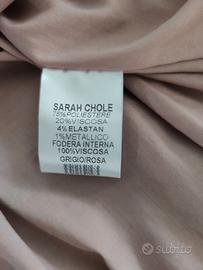 SARAH CHOLE
75%POLIESTERE
20%VISCOSA
4%ELASTAN
1%METALLICO
FODERA INTERNA
100%VISCOSA
GRIGIO/ROSA
subito